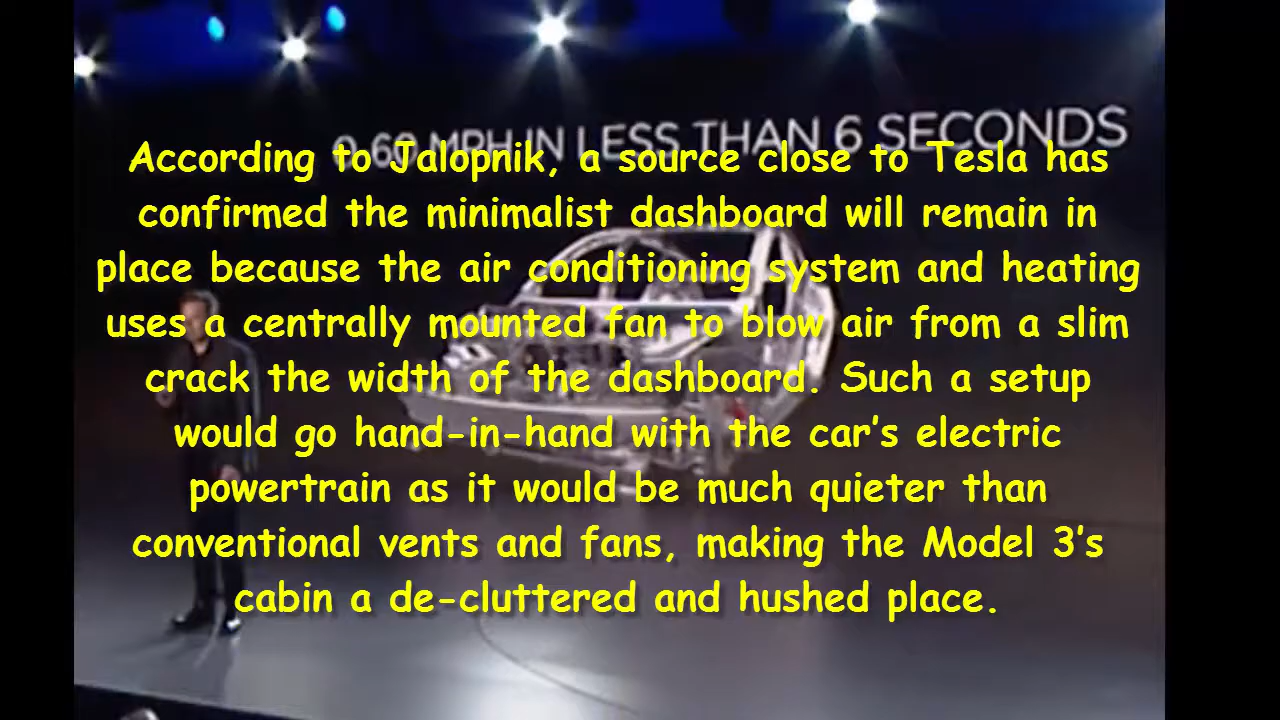 0-60 MPH IN LESS THAN 6 SECONDS
According to Jalopnik, a source close to Tesla has
confirmed the minimalist dashboard will remain in
place because the air conditioning system and heating
uses a centrally mounted fan to blow air from a slim
crack the width of the dashboard. Such a setup
would go hand-in-hand with the car's electric
powertrain as it would be much quieter than
conventional vents and fans, making the Model 3's
cabin a de-cluttered and hushed place.